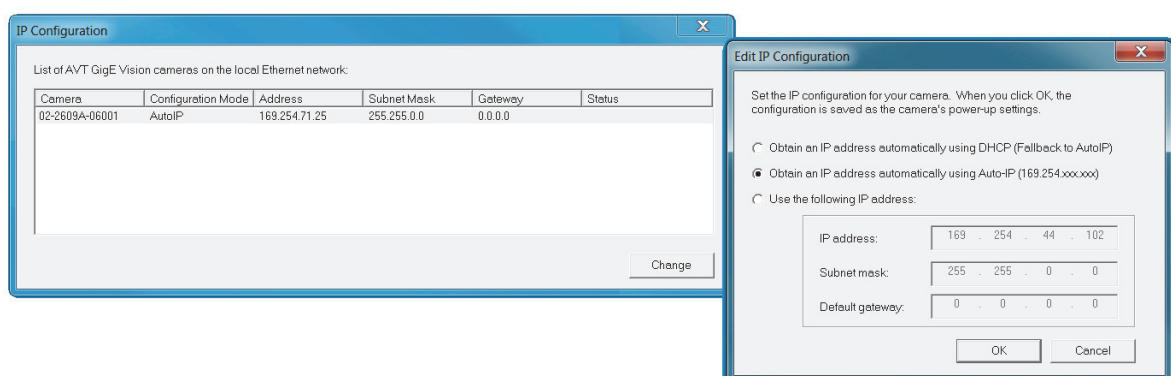 IP Configuration
X
List of AVT GigE Vision cameras on the local Ethernet network:
Camera Configuration Mode Address Subnet Mask Gateway Status
02-2609A-06001 AutoIP 169.254.71.25 255.255.0.0 0.0.0.0
Change
Edit IP Configuration
X
Set the IP configuration for your camera. When you click OK, the
configuration is saved as the camera's power-up settings.
Obtain an IP address automatically using DHCP (Fallback to AutoIP)
Obtain an IP address automatically using Auto-IP (169.254.xxx.xxx)
Use the following IP address:
IP address: 169 . 254 . 44 . 102
Subnet mask: 255 . 255 . 0 . 0
Default gateway: 0 . 0 . 0 . 0
OK Cancel